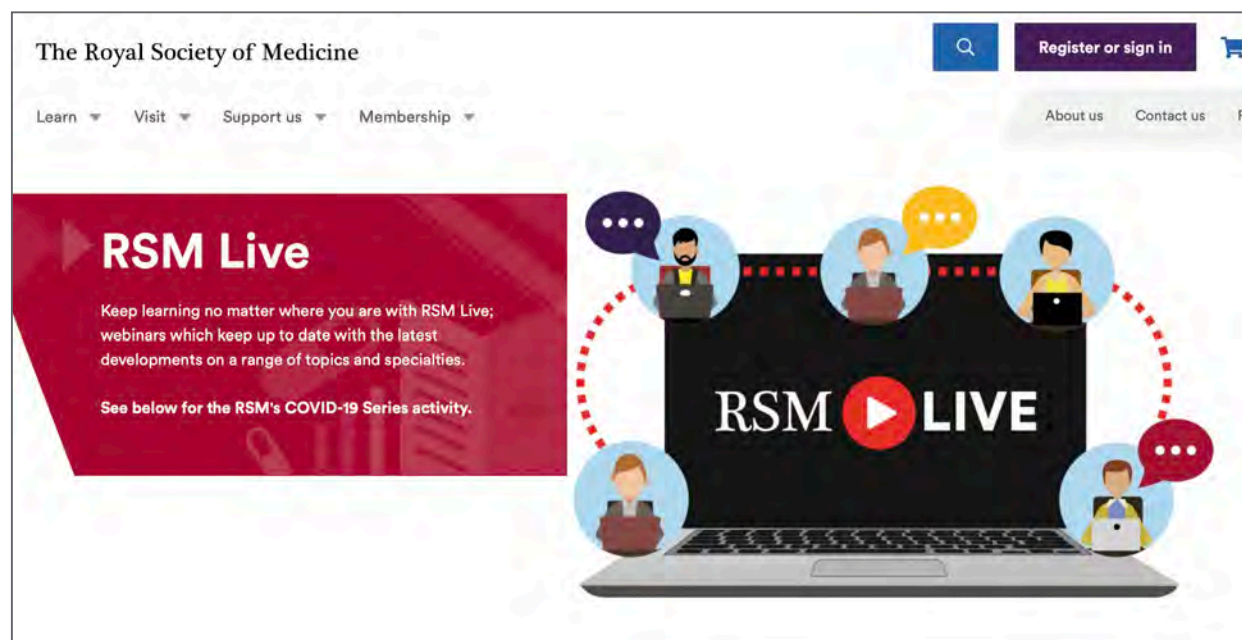 The Royal Society of Medicine
Register or sign in
Learn
Visit
Support us
Membership
About us
Contact us
RSM Live
Keep learning no matter where you are with RSM Live;
webinars which keep up to date with the latest
developments on a range of topics and specialties.
See below for the RSM's COVID-19 Series activity.
RSM LIVE